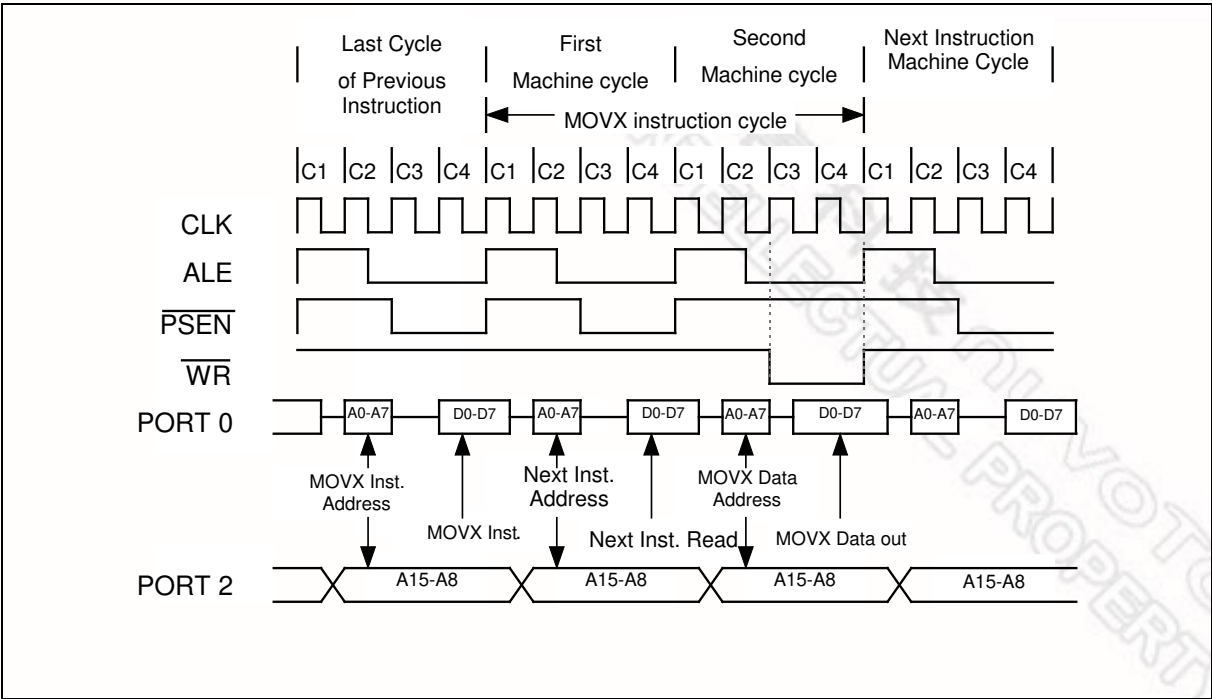 Last Cycle
of Previous
Instruction
First
Machine cycle
Second
Machine cycle
Next Instruction
Machine Cycle
MOVX instruction cycle
C1 C2 C3 C4 C1 C2 C3 C4 C1 C2 C3 C4 C1 C2 C3 C4
CLK
ALE
PSEN
WR
PORT 0
A0-A7 D0-D7 A0-A7 D0-D7 A0-A7 D0-D7 A0-A7 D0-D7
MOVX Inst.
Address
MOVX Inst.
Next Inst.
Address
Next Inst. Read
MOVX Data
Address
MOVX Data out
PORT 2
A15-A8 A15-A8 A15-A8 A15-A8